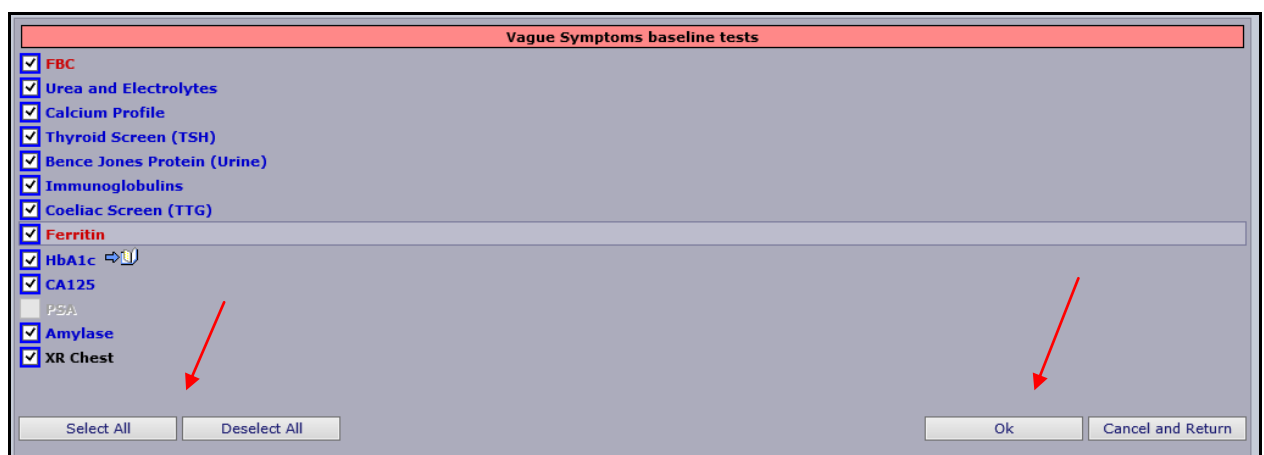 Vague Symptoms baseline tests
FBC
Urea and Electrolytes
Calcium Profile
Thyroid Screen (TSH)
Bence Jones Protein (Urine)
Immunoglobulins
Coeliac Screen (TTG)
Ferritin
HbA1c
CA125
PSA
Amylase
XR Chest
Select All Deselect All Ok Cancel and Return